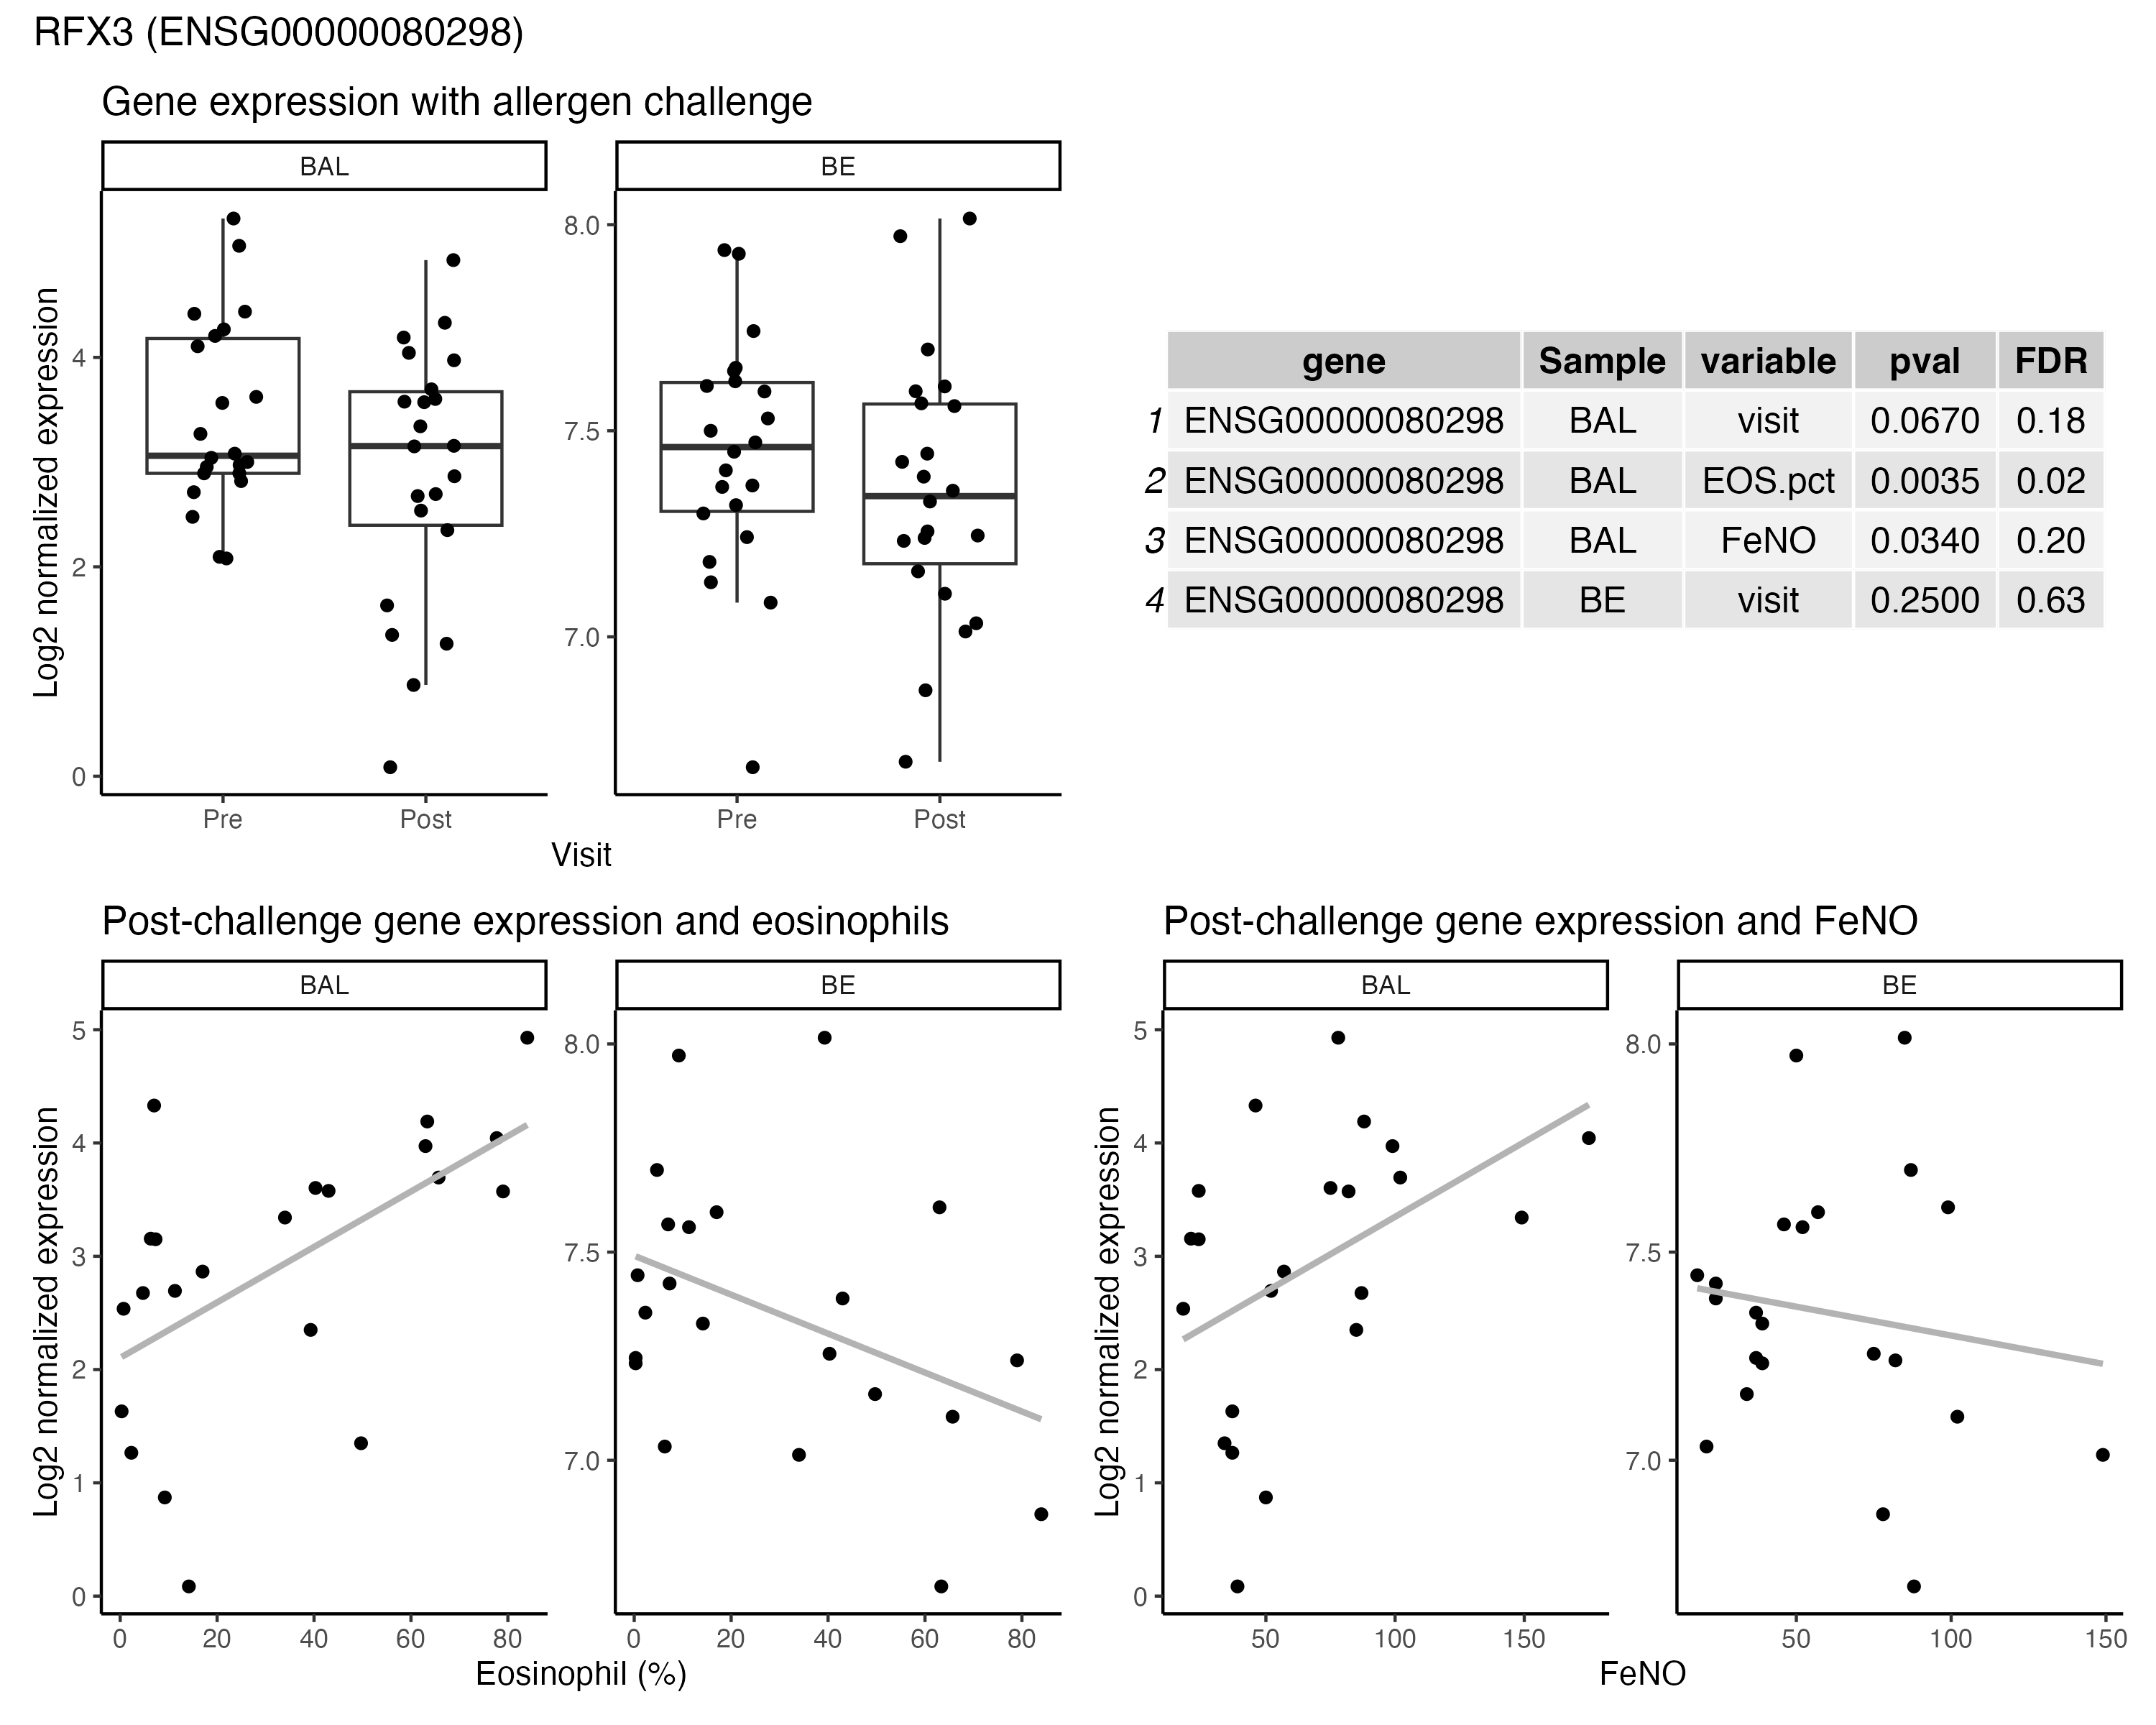 RFX3 (ENSG00000080298)
Gene expression with allergen challenge
BAL
BE
Log2 normalized expression
4
2
0
8.0
7.5
7.0
Pre
Post
Pre
Post
Visit
gene Sample variable pval FDR
1 ENSG00000080298 BAL visit 0.0670 0.18
2 ENSG00000080298 BAL EOS.pct 0.0035 0.02
3 ENSG00000080298 BAL FeNO 0.0340 0.20
4 ENSG00000080298 BE visit 0.2500 0.63
Post-challenge gene expression and eosinophils
BAL
BE
Log2 normalized expression
5
4
3
2
1
0
8.0
7.5
7.0
0 20 40 60 80
0 20 40 60 80
Eosinophil (%)
Post-challenge gene expression and FeNO
BAL
BE
Log2 normalized expression
5
4
3
2
1
0
8.0
7.5
7.0
50 100 150
50 100 150
FeNO